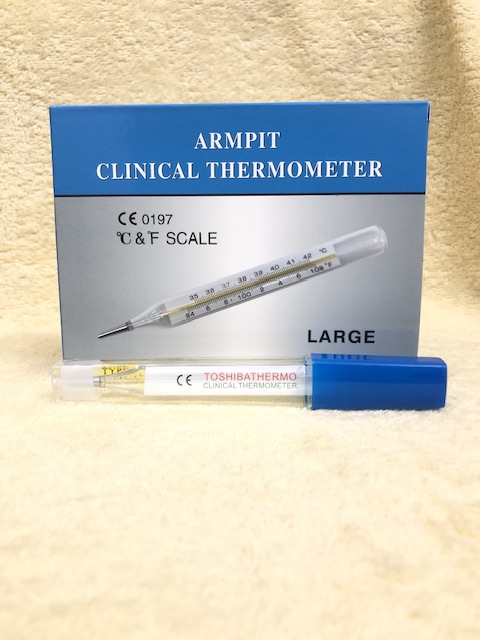 ARMPIT
CLINICAL THERMOMETER
CE 0197
℃ & ℉ SCALE
35 36 37 38 39 40 41 42 ℃
94 6 8 100 2 4 6 108 ℉
LARGE
TYPE
CE TOSHIBATHERMO
CLINICAL THERMOMETER